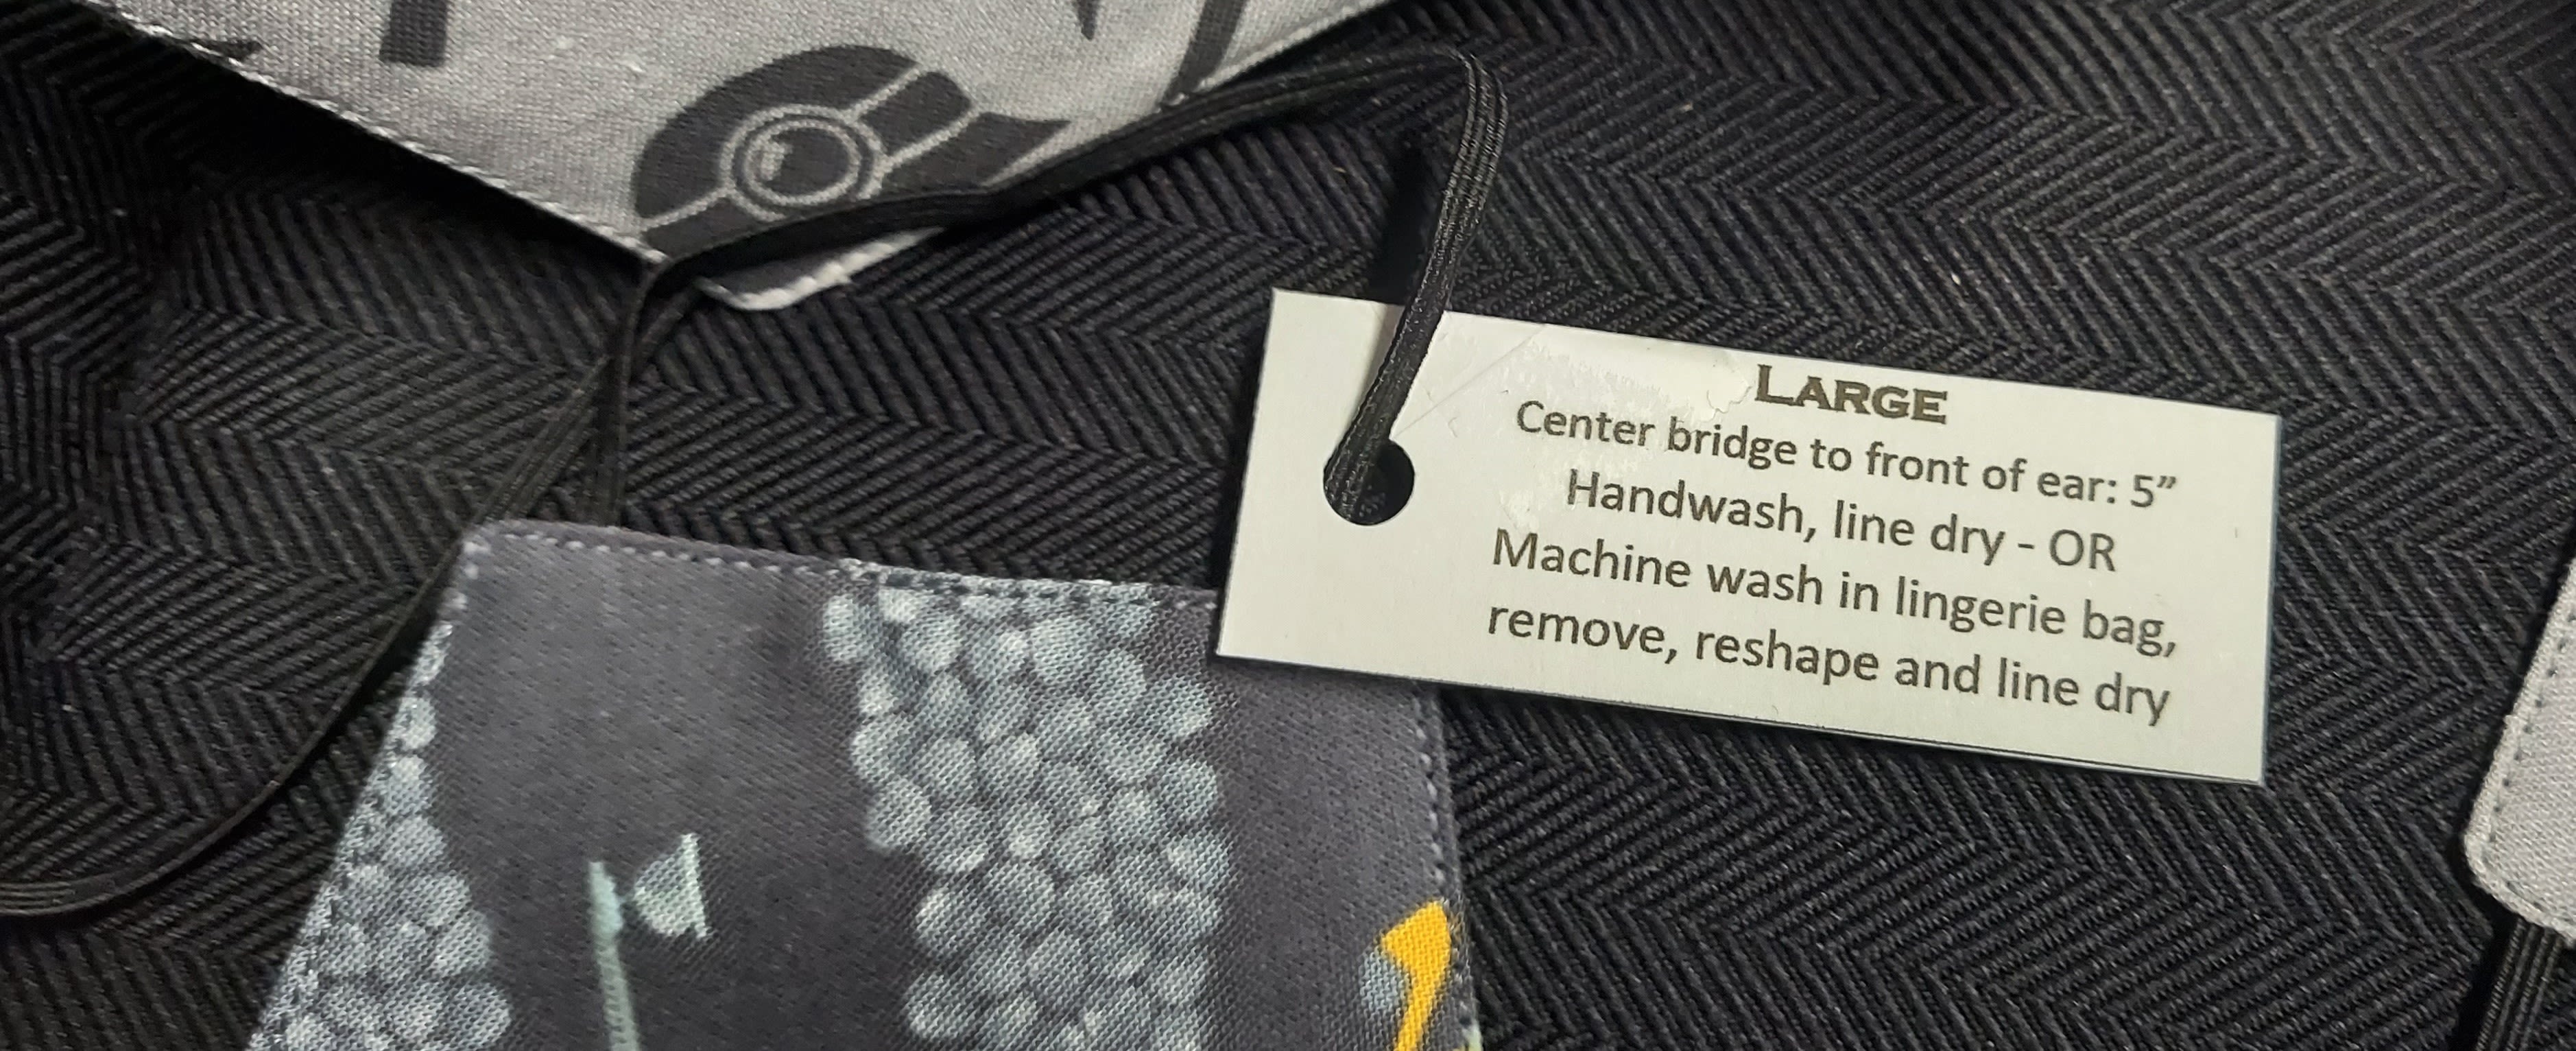 LARGE
Center bridge to front of ear: 5”
Handwash, line dry - OR
Machine wash in lingerie bag,
remove, reshape and line dry